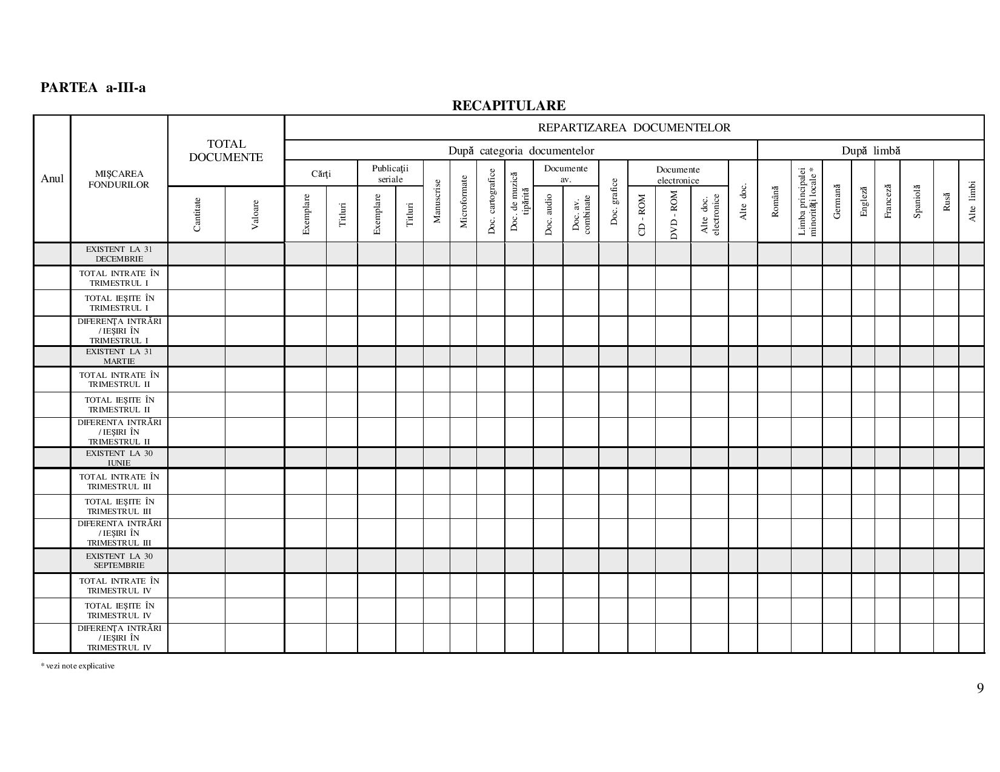 PARTEA a-III-a
RECAPITULARE
Anul
MIŞCAREA
FONDURILOR
TOTAL
DOCUMENTE
REPARTIZAREA DOCUMENTELOR
După categoria documentelor
După limbă
Cărţi
Publicaţii
seriale
Documente
av.
Documente
electronice
Cantitate
Valoare
Exemplare
Titluri
Exemplare
Titluri
Manuscrise
Microformate
Doc. cartografice
Doc. de muzică
tipărită
Doc. audio
Doc. av.
combinate
Doc. grafice
CD - ROM
DVD - ROM
Alte doc.
electronice
Alte doc.
Română
Limba principalei
minorităţi locale *
Germană
Engleză
Franceză
Spaniolă
Rusă
Alte limbi
EXISTENT LA 31
DECEMBRIE
TOTAL INTRATE ÎN
TRIMESTRUL I
TOTAL IEŞITE ÎN
TRIMESTRUL I
DIFERENŢA INTRĂRI
/ IEŞIRI ÎN
TRIMESTRUL I
EXISTENT LA 31
MARTIE
TOTAL INTRATE ÎN
TRIMESTRUL II
TOTAL IEŞITE ÎN
TRIMESTRUL II
DIFERENTA INTRĂRI
/ IEŞIRI ÎN
TRIMESTRUL II
EXISTENT LA 30
IUNIE
TOTAL INTRATE ÎN
TRIMESTRUL III
TOTAL IEŞITE ÎN
TRIMESTRUL III
DIFERENTA INTRĂRI
/ IEŞIRI ÎN
TRIMESTRUL III
EXISTENT LA 30
SEPTEMBRIE
TOTAL INTRATE ÎN
TRIMESTRUL IV
TOTAL IEŞITE ÎN
TRIMESTRUL IV
DIFERENŢA INTRĂRI
/ IEŞIRI ÎN
TRIMESTRUL IV
* vezi note explicative
9